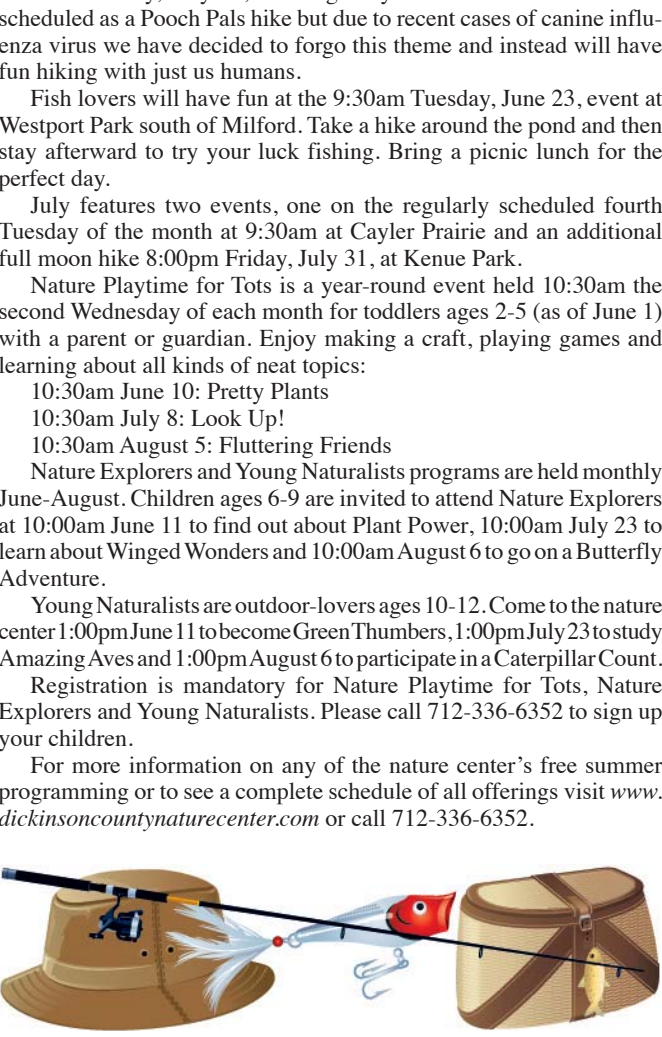 scheduled as a Pooch Pals hike but due to recent cases of canine influ-
enza virus we have decided to forgo this theme and instead will have
fun hiking with just us humans.
Fish lovers will have fun at the 9:30am Tuesday, June 23, event at
Westport Park south of Milford. Take a hike around the pond and then
stay afterward to try your luck fishing. Bring a picnic lunch for the
perfect day.
July features two events, one on the regularly scheduled fourth
Tuesday of the month at 9:30am at Cayler Prairie and an additional
full moon hike 8:00pm Friday, July 31, at Kenue Park.
Nature Playtime for Tots is a year-round event held 10:30am the
second Wednesday of each month for toddlers ages 2-5 (as of June 1)
with a parent or guardian. Enjoy making a craft, playing games and
learning about all kinds of neat topics:
10:30am June 10: Pretty Plants
10:30am July 8: Look Up!
10:30am August 5: Fluttering Friends
Nature Explorers and Young Naturalists programs are held monthly
June-August. Children ages 6-9 are invited to attend Nature Explorers
at 10:00am June 11 to find out about Plant Power, 10:00am July 23 to
learn about Winged Wonders and 10:00am August 6 to go on a Butterfly
Adventure.
Young Naturalists are outdoor-lovers ages 10-12. Come to the nature
center 1:00pm June 11 to become Green Thumbers, 1:00pm July 23 to study
Amazing Aves and 1:00pm August 6 to participate in a Caterpillar Count.
Registration is mandatory for Nature Playtime for Tots, Nature
Explorers and Young Naturalists. Please call 712-336-6352 to sign up
your children.
For more information on any of the nature center's free summer
programming or to see a complete schedule of all offerings visit www.
dickinsoncountynaturecenter.com or call 712-336-6352.